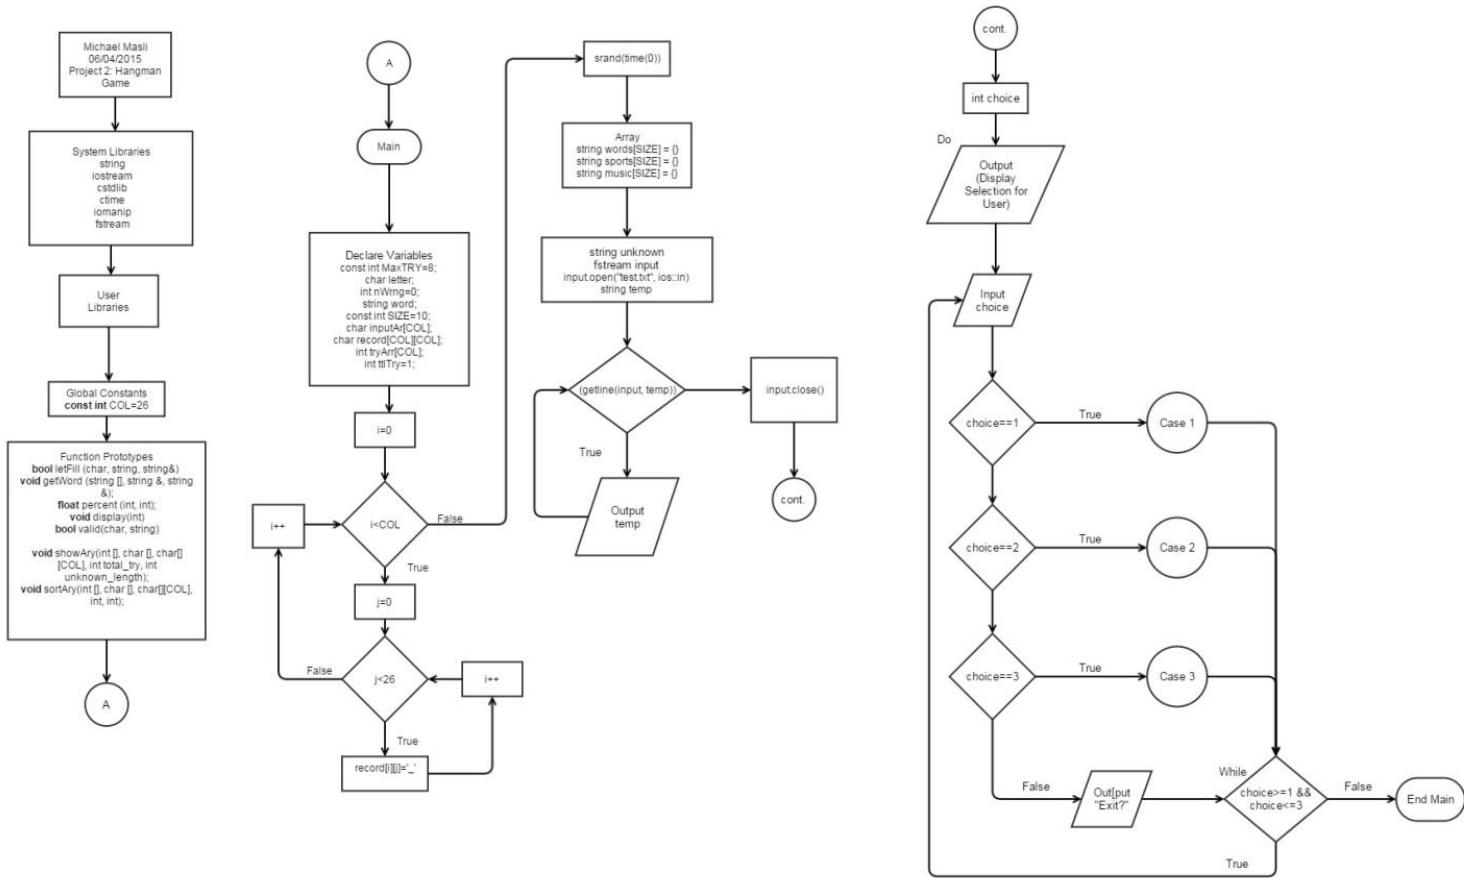 Michael Masli
06/04/2015
Project 2: Hangman
Game
System Libraries
string
iostream
cstdlib
ctime
iomanip
fstream
User
Libraries
Global Constants
const int COL=26
Function Prototypes
bool letFill (char, string, string&)
void getWord (string [], string &, string
&);
float percent (int, int);
void display(int)
bool valid(char, string)
void showAry(int [], char [], char[]
[COL], int total_try, int
unknown_length);
void sortAry(int [], char [], char[][COL],
int, int);
A
A
Main
Declare Variables
const int MaxTRY=8;
char letter;
int nWrng=0;
string word;
const int SIZE=10;
char inputAr[COL];
char record[COL][COL];
int tryArr[COL];
int ttlTry=1;
i=0
i<COL
False
i++
True
j=0
j<26
False
i++
True
record[i][j]='_'
srand(time(0))
Array
string words[SIZE] = {}
string sports[SIZE] = {}
string music[SIZE] = {}
string unknown
fstream input
input.open("test.txt", ios::in)
string temp
(getline(input, temp))
True
Output
temp
input.close()
cont.
cont.
int choice
Do
Output
(Display
Selection for
User)
Input
choice
choice==1
True
Case 1
choice==2
True
Case 2
choice==3
True
Case 3
False
Out[put
"Exit?"
While
choice>=1 &&
choice<=3
False
End Main
True